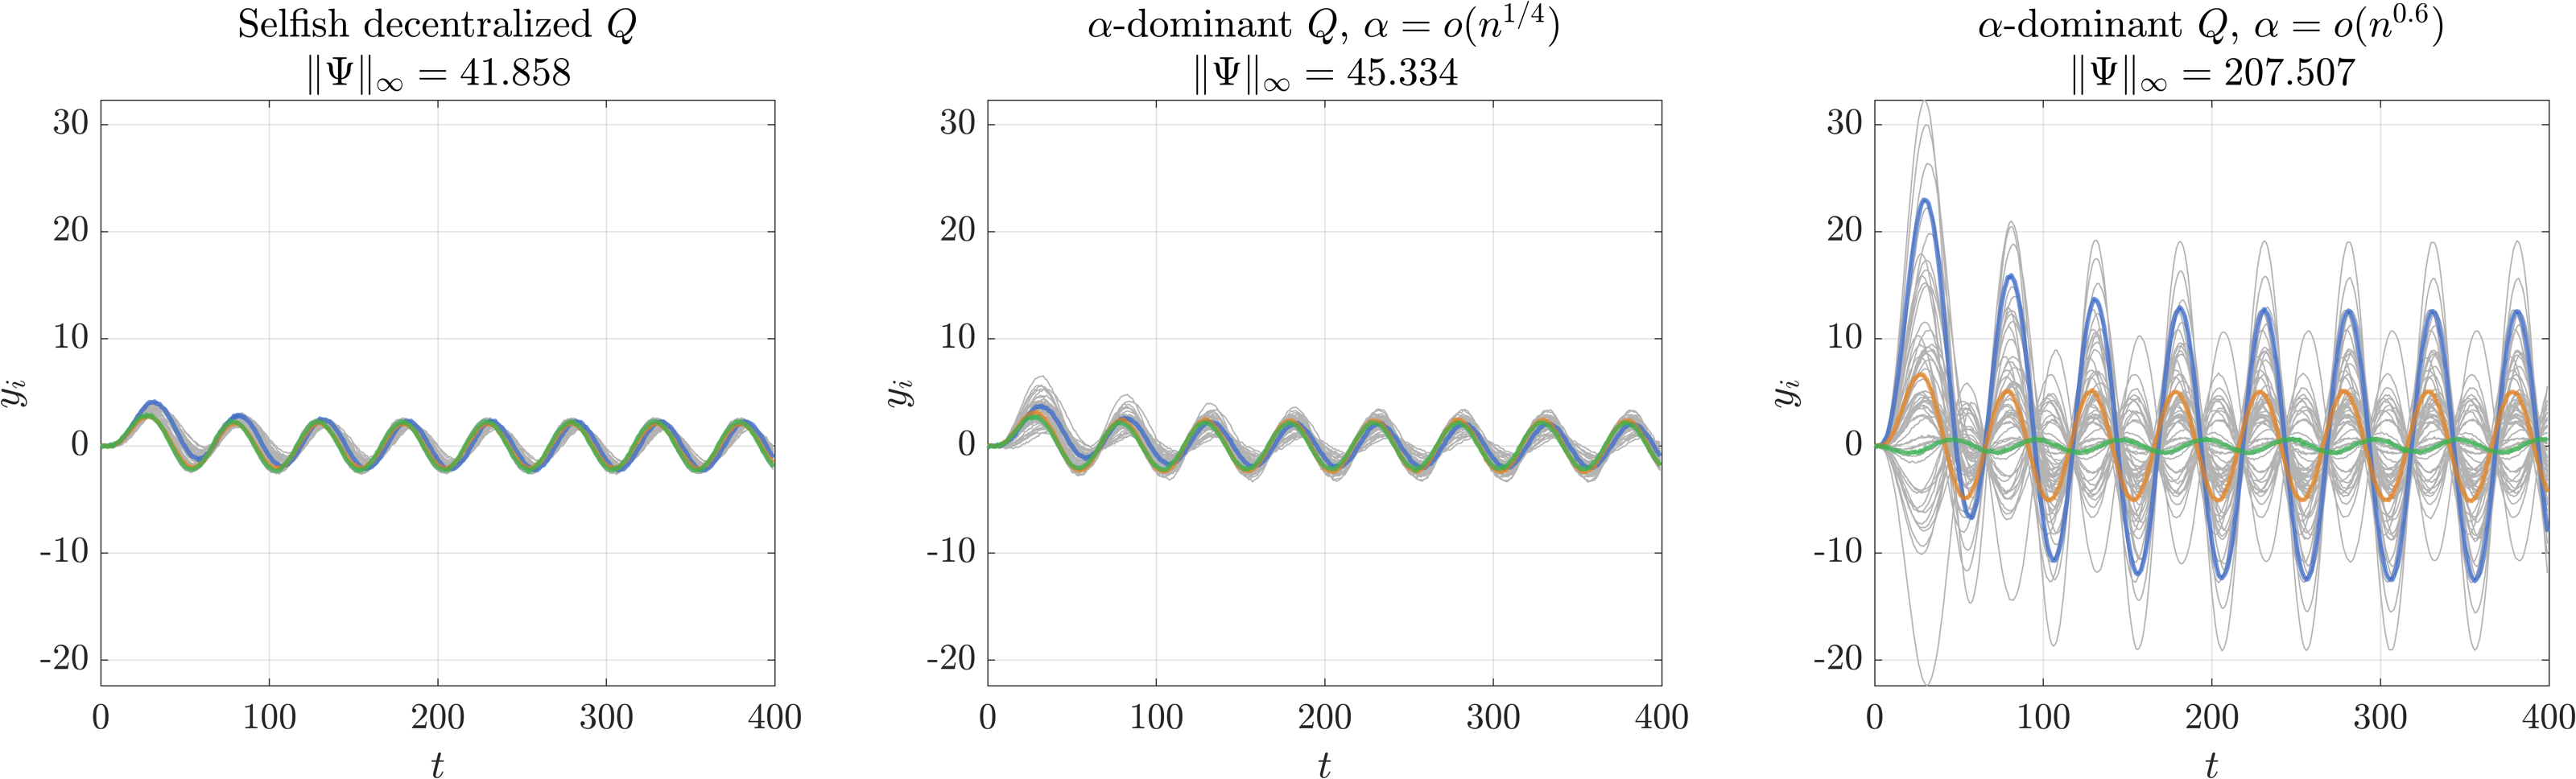 Selfish decentralized Q
‖Ψ‖∞ = 41.858
30
20
10
0
-10
-20
yᵢ
0 100 200 300 400
t
α-dominant Q, α = o(n^{1/4})
‖Ψ‖∞ = 45.334
30
20
10
0
-10
-20
yᵢ
0 100 200 300 400
t
α-dominant Q, α = o(n^{0.6})
‖Ψ‖∞ = 207.507
30
20
10
0
-10
-20
yᵢ
0 100 200 300 400
t